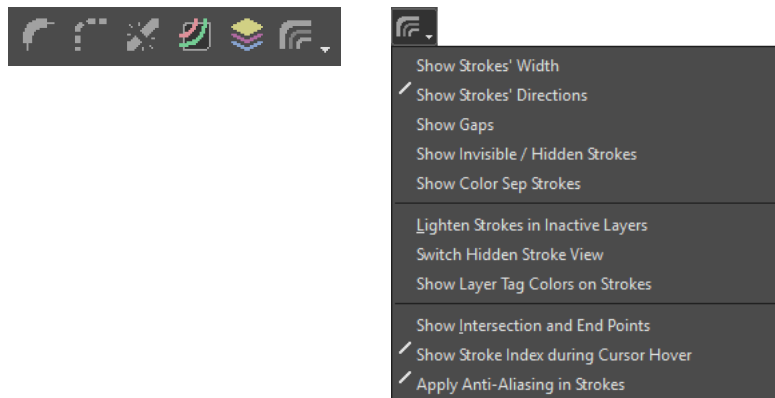 Show Strokes' Width
Show Strokes' Directions
Show Gaps
Show Invisible / Hidden Strokes
Show Color Sep Strokes
Lighten Strokes in Inactive Layers
Switch Hidden Stroke View
Show Layer Tag Colors on Strokes
Show Intersection and End Points
Show Stroke Index during Cursor Hover
Apply Anti-Aliasing in Strokes